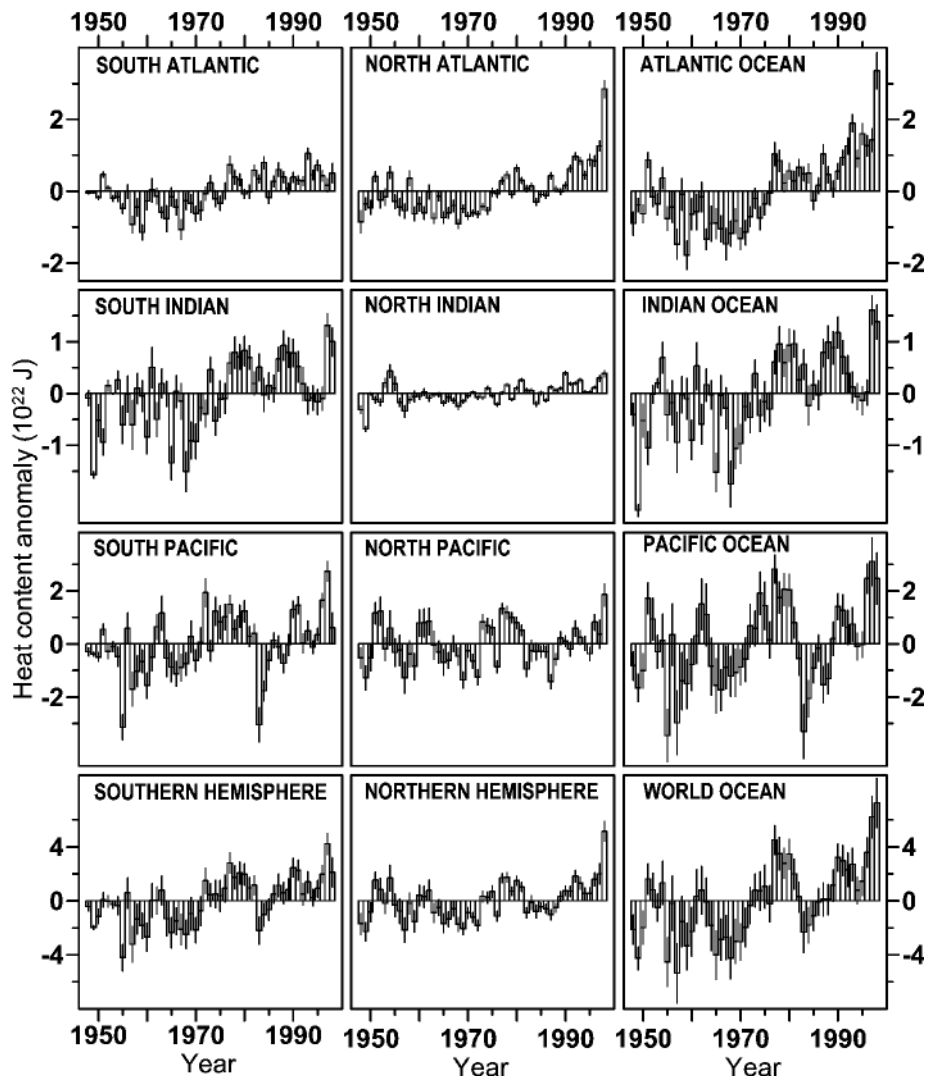 1950 1970 1990 1950 1970 1990 1950 1970 1990
SOUTH ATLANTIC NORTH ATLANTIC ATLANTIC OCEAN
2 2
0 0
-2 -2
SOUTH INDIAN NORTH INDIAN INDIAN OCEAN
1 1
0 0
-1 -1
SOUTH PACIFIC NORTH PACIFIC PACIFIC OCEAN
2 2
0 0
-2 -2
SOUTHERN HEMISPHERE NORTHERN HEMISPHERE WORLD OCEAN
4 4
0 0
-4 -4
1950 1970 1990 1950 1970 1990 1950 1970 1990
Year Year Year
Heat content anomaly (10²² J)